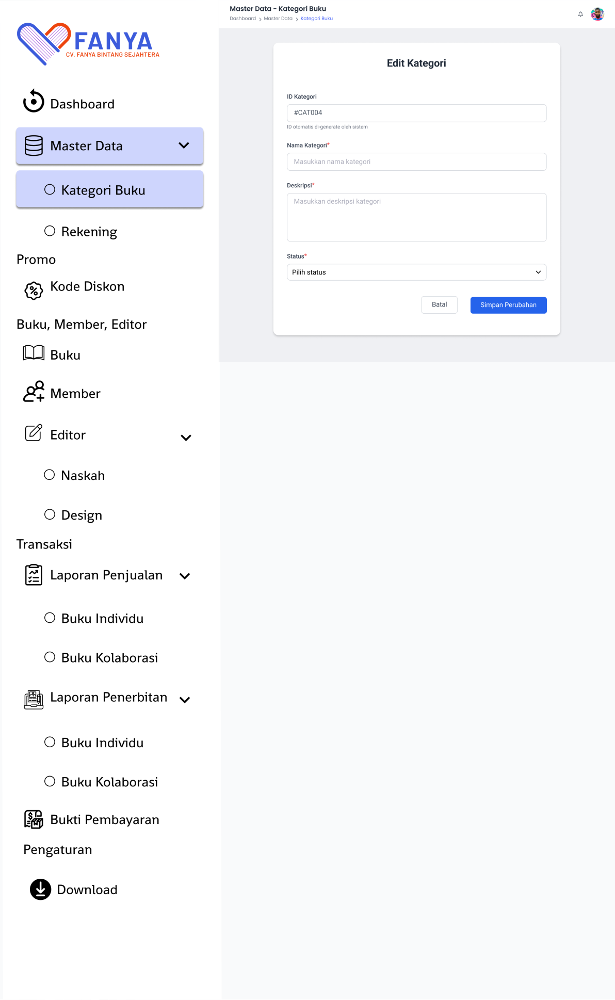 FANYA
CV. FANYA BINTANG SEJAHTERA
Dashboard
Master Data
Kategori Buku
Rekening
Promo
Kode Diskon
Buku, Member, Editor
Buku
Member
Editor
Naskah
Design
Transaksi
Laporan Penjualan
Buku Individu
Buku Kolaborasi
Laporan Penerbitan
Buku Individu
Buku Kolaborasi
Bukti Pembayaran
Pengaturan
Download
Master Data - Kategori Buku
Dashboard > Master Data > Kategori Buku
Edit Kategori
ID Kategori
#CAT004
ID otomatis di-generate oleh sistem
Nama Kategori*
Masukkan nama kategori
Deskripsi*
Masukkan deskripsi kategori
Status*
Pilih status
Batal
Simpan Perubahan